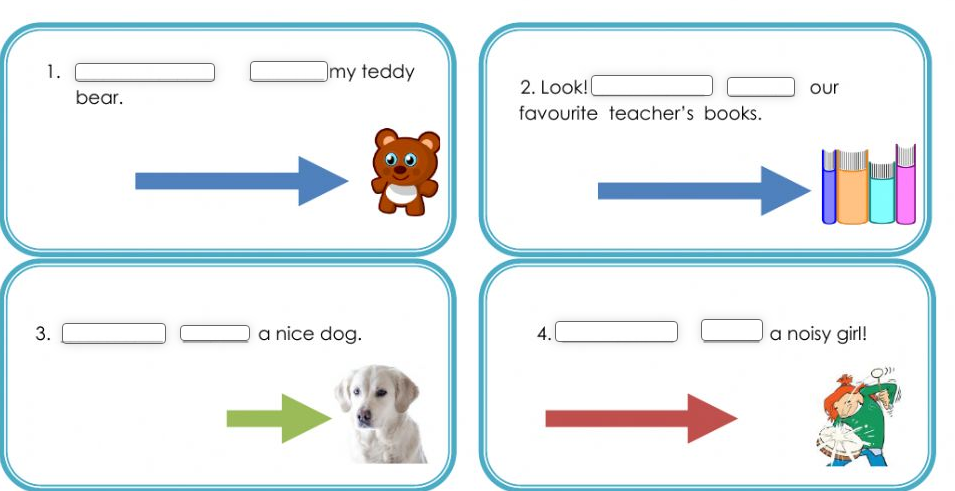 1. my teddy
bear.
2. Look! our
favourite teacher's books.
3. a nice dog.
4. a noisy girl!